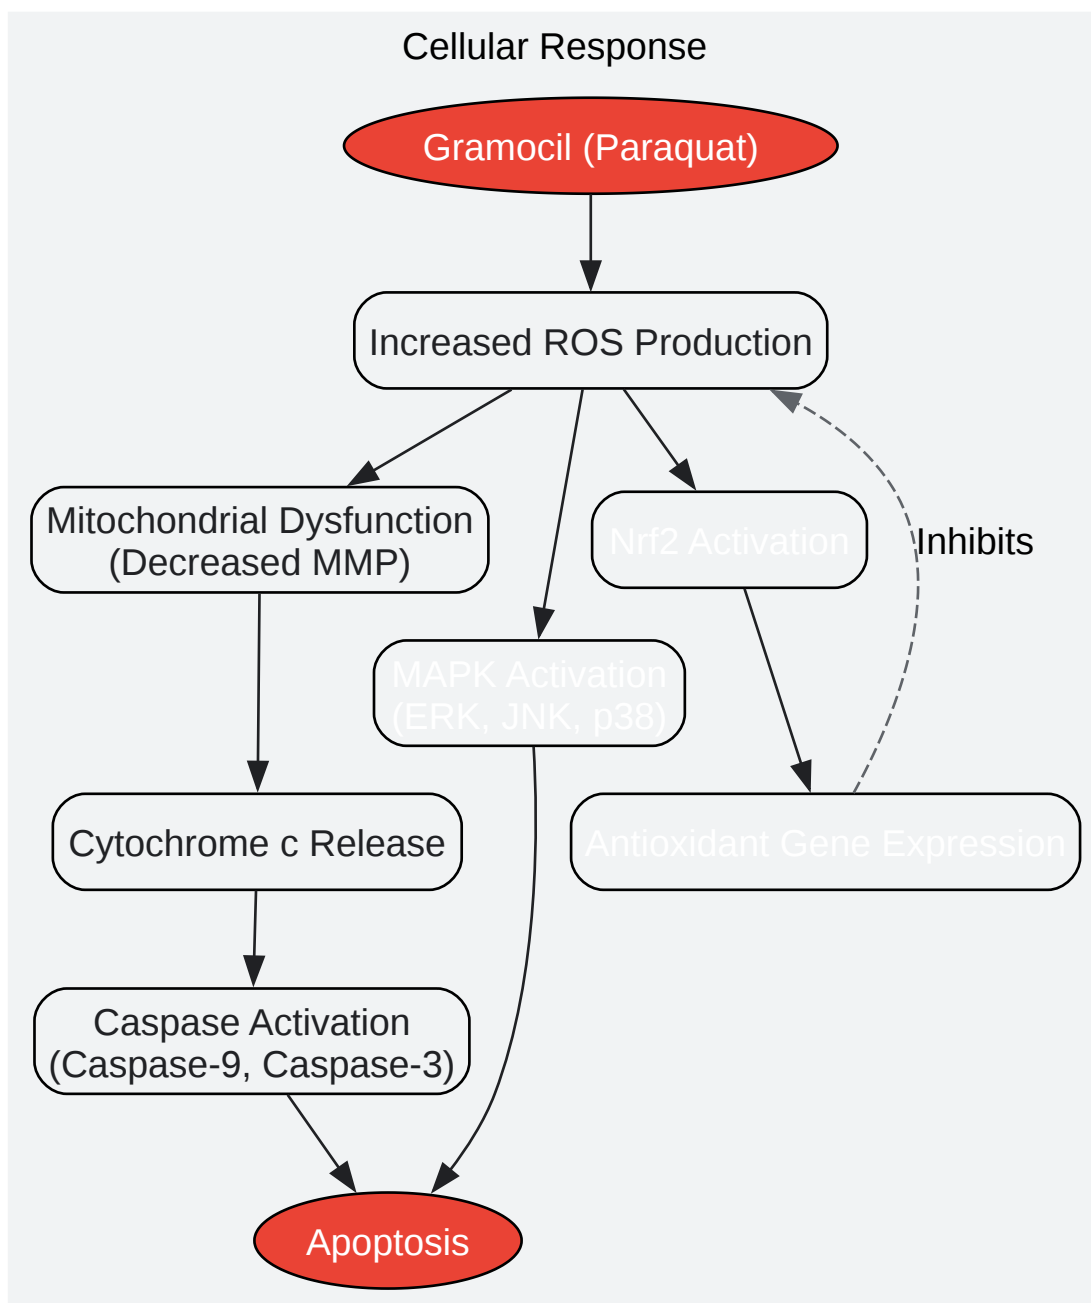 Cellular Response
Gramocil (Paraquat)
Increased ROS Production
Mitochondrial Dysfunction
(Decreased MMP)
Nrf2 Activation
Inhibits
MAPK Activation
(ERK, JNK, p38)
Cytochrome c Release
Antioxidant Gene Expression
Caspase Activation
(Caspase-9, Caspase-3)
Apoptosis